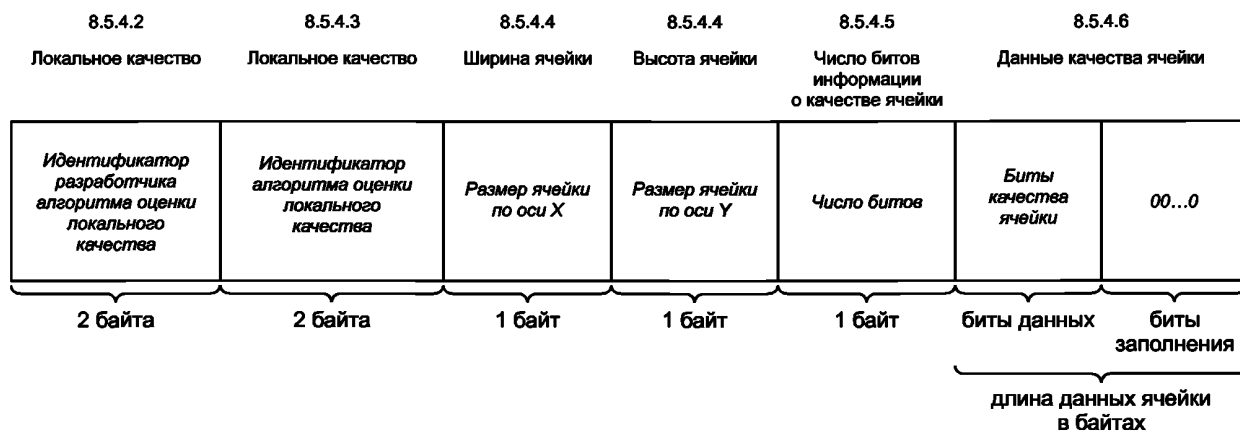 8.5.4.2
8.5.4.3
8.5.4.4
8.5.4.4
8.5.4.5
8.5.4.6
Локальное качество
Локальное качество
Ширина ячейки
Высота ячейки
Число битов
информации
о качестве ячейки
Данные качества ячейки
Идентификатор
разработчика
алгоритма оценки
локального
качества
Идентификатор
алгоритма оценки
локального
качества
Размер ячейки
по оси X
Размер ячейки
по оси Y
Число битов
Биты
качества
ячейки
00...0
2 байта
2 байта
1 байт
1 байт
1 байт
биты данных
биты
заполнения
длина данных ячейки
в байтах